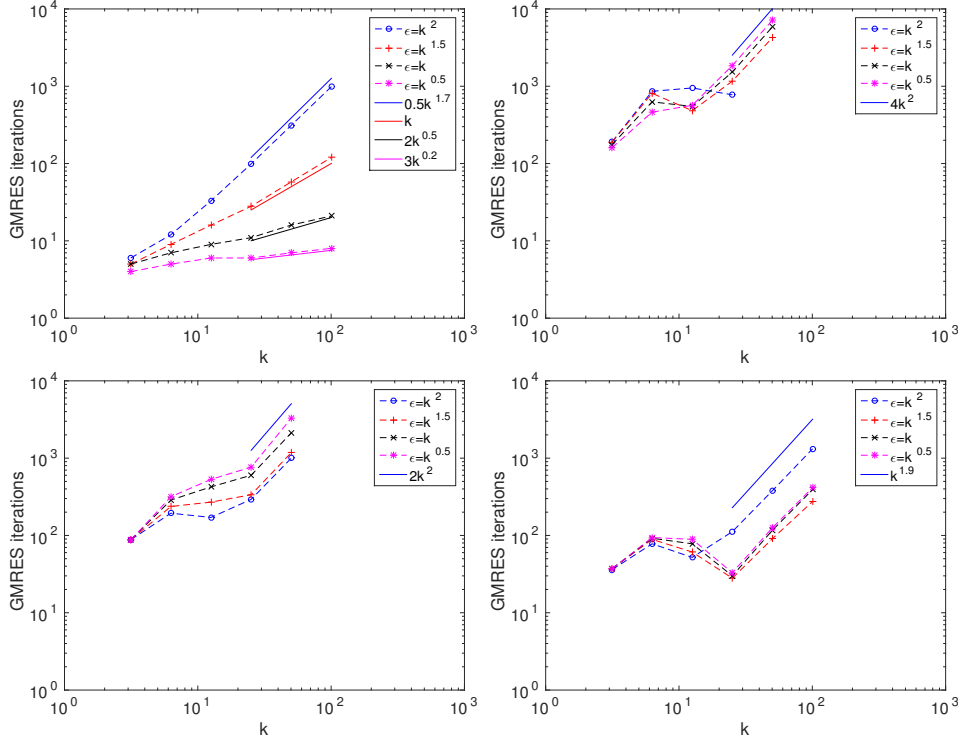 10^4
10^3
10^2
10^1
10^0
GMRES iterations
10^0
10^1
10^2
10^3
k
ϵ=k^2
ϵ=k^1.5
ϵ=k
ϵ=k^0.5
0.5k^1.7
k
2k^0.5
3k^0.2
10^4
10^3
10^2
10^1
10^0
GMRES iterations
10^0
10^1
10^2
10^3
k
ϵ=k^2
ϵ=k^1.5
ϵ=k
ϵ=k^0.5
4k^2
10^4
10^3
10^2
10^1
10^0
GMRES iterations
10^0
10^1
10^2
10^3
k
ϵ=k^2
ϵ=k^1.5
ϵ=k
ϵ=k^0.5
2k^2
10^4
10^3
10^2
10^1
10^0
GMRES iterations
10^0
10^1
10^2
10^3
k
ϵ=k^2
ϵ=k^1.5
ϵ=k
ϵ=k^0.5
k^1.9